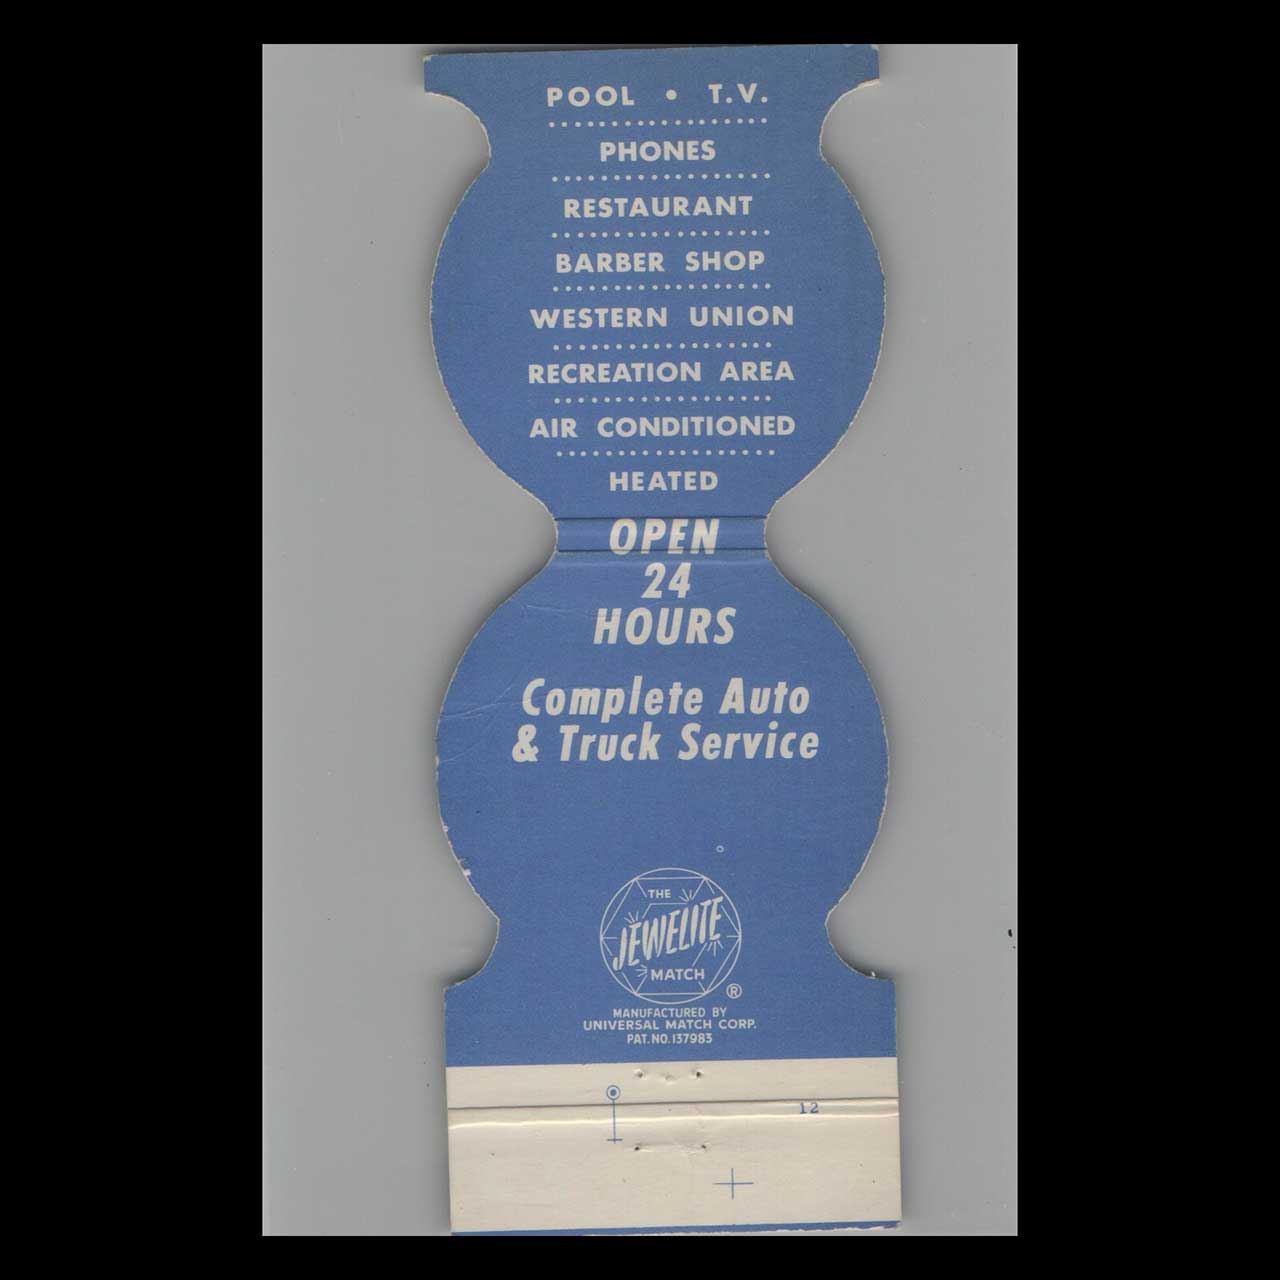 POOL • T.V.
PHONES
RESTAURANT
BARBER SHOP
WESTERN UNION
RECREATION AREA
AIR CONDITIONED
HEATED
OPEN
24
HOURS
Complete Auto
& Truck Service
THE
JEWELITE
MATCH
®
MANUFACTURED BY
UNIVERSAL MATCH CORP.
PAT. NO. 137983
12